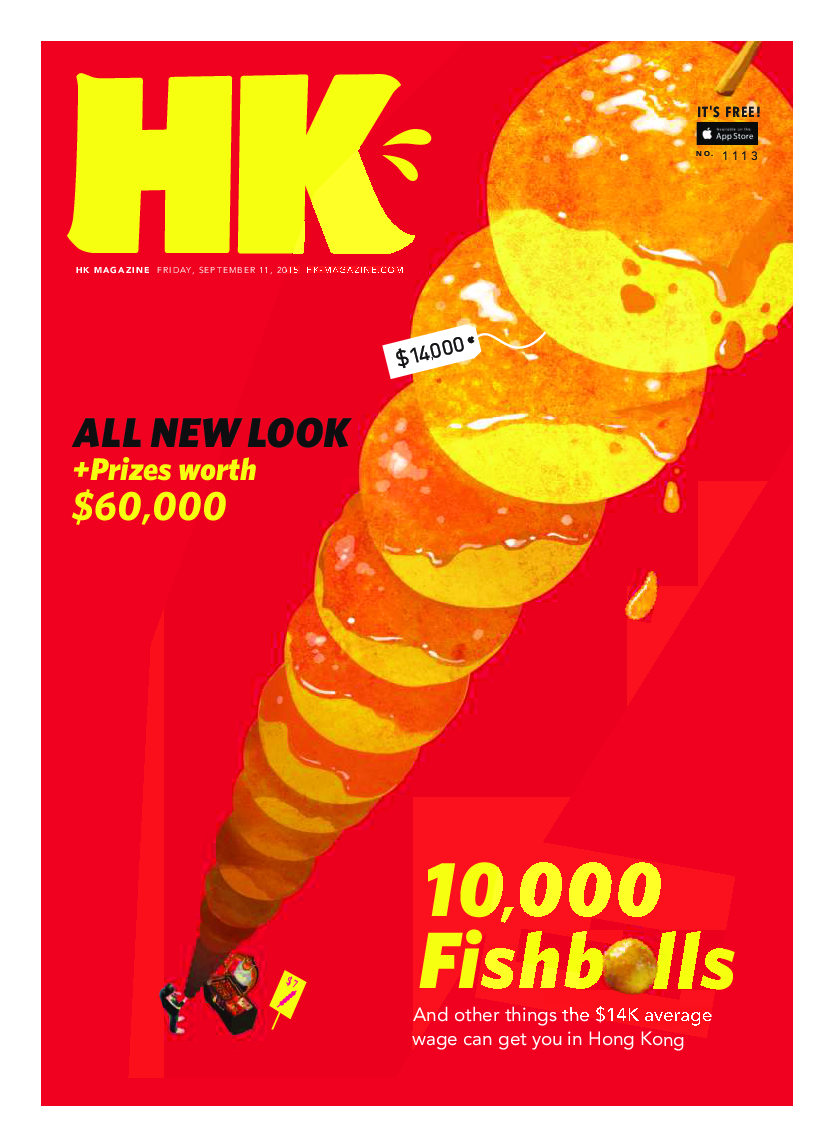 HK
IT'S FREE!
Available on the
App Store
NO. 1113
HK MAGAZINE FRIDAY, SEPTEMBER 11, 2015 HK-MAGAZINE.COM
$14,000
ALL NEW LOOK
+Prizes worth
$60,000
$7
10,000
Fishballs
And other things the $14K average
wage can get you in Hong Kong